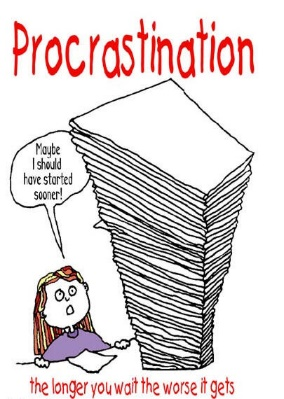 Procrastination
Maybe
I should
have started
sooner!
the longer you wait the worse it gets